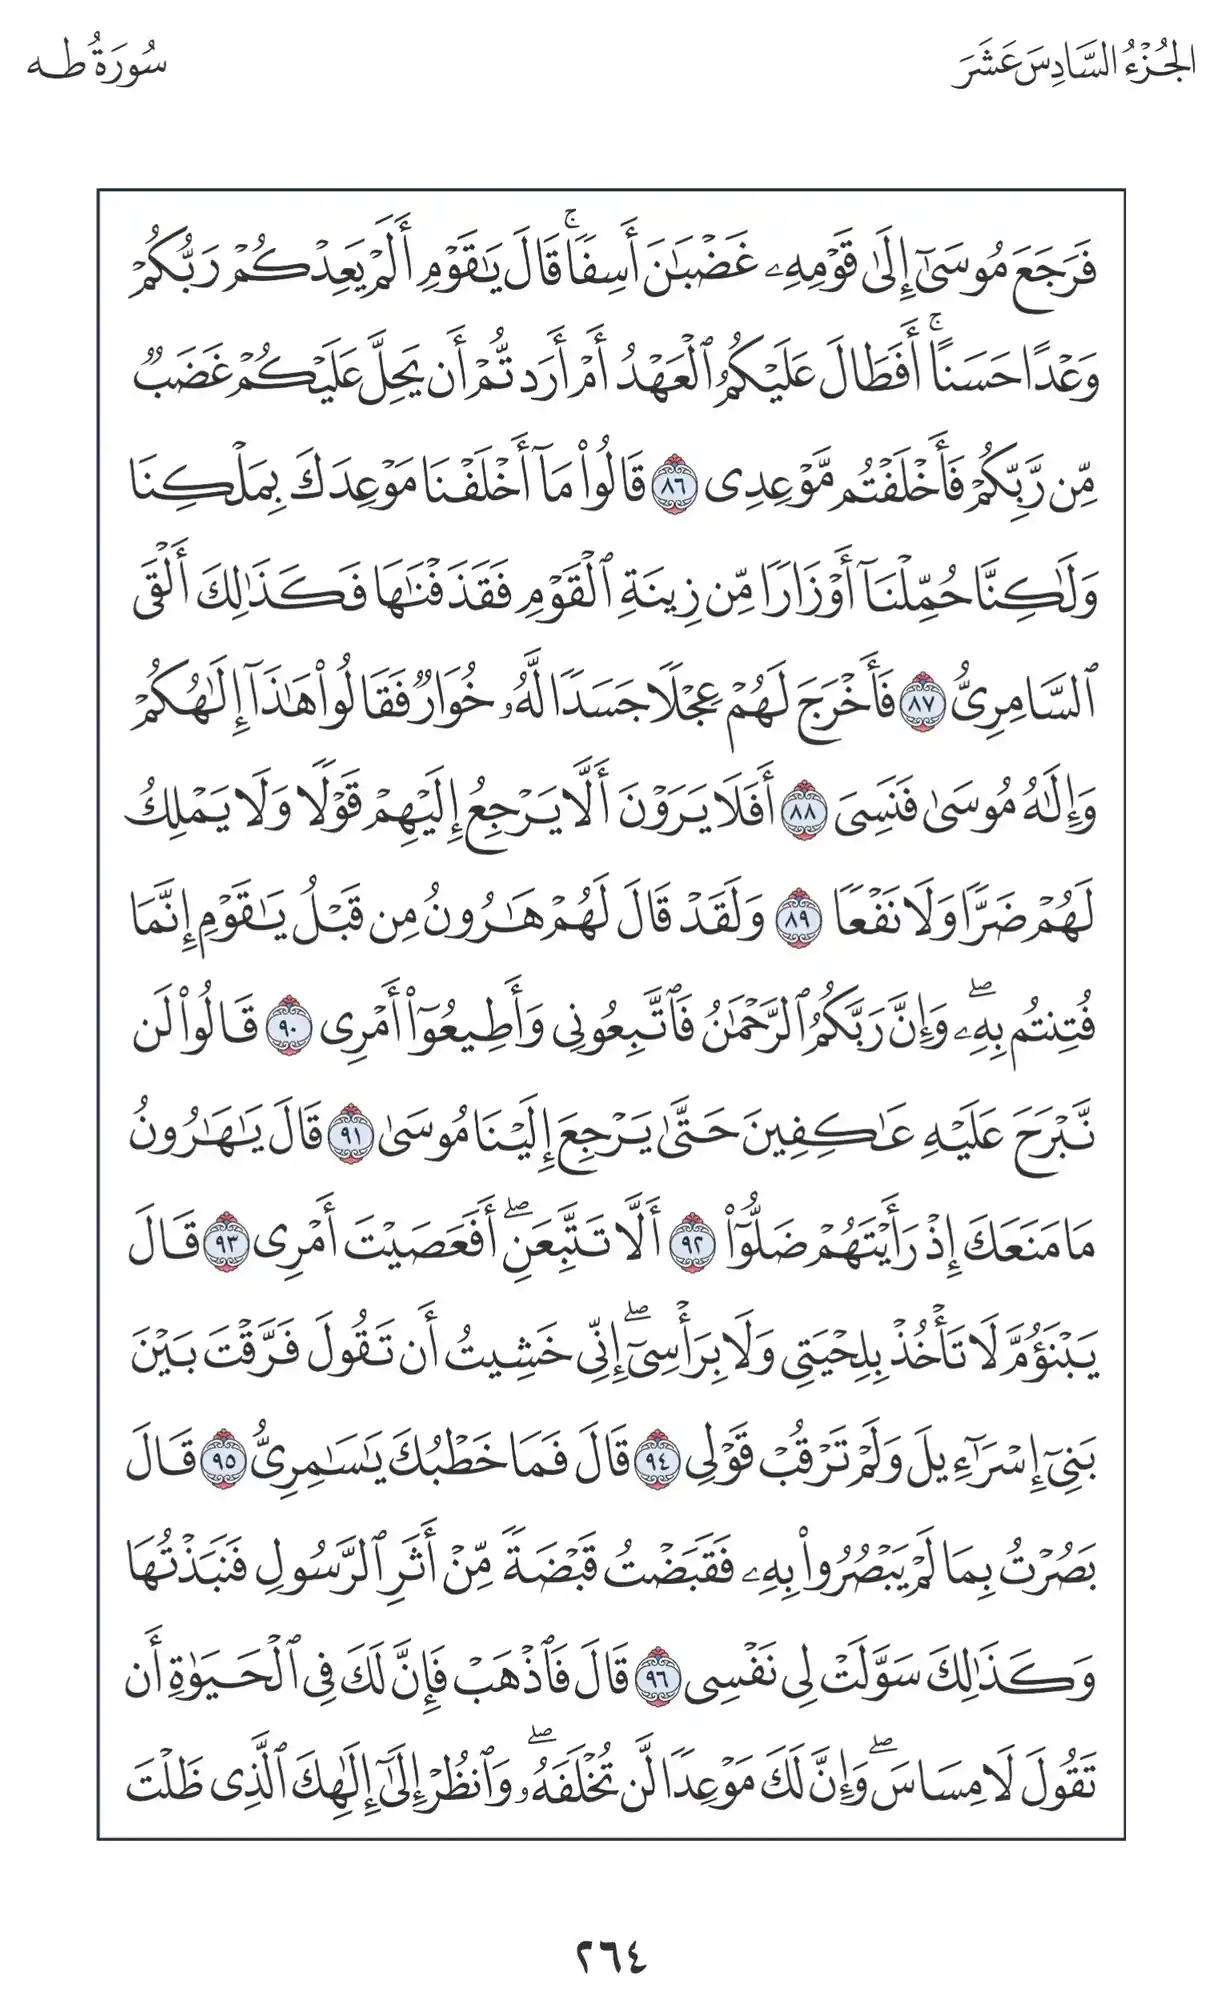 الجُزْءُ السَّادِسَ عَشَرَ
سُورَةُ طه
فَرَجَعَ مُوسَىٰٓ إِلَىٰ قَوْمِهِۦ غَضْبَٰنَ أَسِفًاۚ قَالَ يَٰقَوْمِ أَلَمْ يَعِدْكُمْ رَبُّكُمْ
وَعْدًا حَسَنًاۚ أَفَطَالَ عَلَيْكُمُ ٱلْعَهْدُ أَمْ أَرَدتُّمْ أَن يَحِلَّ عَلَيْكُمْ غَضَبٌ
مِّن رَّبِّكُمْ فَأَخْلَفْتُم مَّوْعِدِى ٨٦ قَالُوا۟ مَآ أَخْلَفْنَا مَوْعِدَكَ بِمَلْكِنَا
وَلَٰكِنَّا حُمِّلْنَآ أَوْزَارًا مِّن زِينَةِ ٱلْقَوْمِ فَقَذَفْنَٰهَا فَكَذَٰلِكَ أَلْقَى
ٱلسَّامِرِىُّ ٨٧ فَأَخْرَجَ لَهُمْ عِجْلًا جَسَدًا لَّهُۥ خُوَارٌ فَقَالُوا۟ هَٰذَآ إِلَٰهُكُمْ
وَإِلَٰهُ مُوسَىٰ فَنَسِىَ ٨٨ أَفَلَا يَرَوْنَ أَلَّا يَرْجِعُ إِلَيْهِمْ قَوْلًا وَلَا يَمْلِكُ
لَهُمْ ضَرًّا وَلَا نَفْعًا ٨٩ وَلَقَدْ قَالَ لَهُمْ هَٰرُونُ مِن قَبْلُ يَٰقَوْمِ إِنَّمَا
فُتِنتُم بِهِۦۖ وَإِنَّ رَبَّكُمُ ٱلرَّحْمَٰنُ فَٱتَّبِعُونِى وَأَطِيعُوٓا۟ أَمْرِى ٩٠ قَالُوا۟ لَن
نَّبْرَحَ عَلَيْهِ عَٰكِفِينَ حَتَّىٰ يَرْجِعَ إِلَيْنَا مُوسَىٰ ٩١ قَالَ يَٰهَٰرُونُ
مَا مَنَعَكَ إِذْ رَأَيْتَهُمْ ضَلُّوٓا۟ ٩٢ أَلَّا تَتَّبِعَنِۖ أَفَعَصَيْتَ أَمْرِى ٩٣ قَالَ
يَبْنَؤُمَّ لَا تَأْخُذْ بِلِحْيَتِى وَلَا بِرَأْسِىٓۖ إِنِّى خَشِيتُ أَن تَقُولَ فَرَّقْتَ بَيْنَ
بَنِىٓ إِسْرَٰٓءِيلَ وَلَمْ تَرْقُبْ قَوْلِى ٩٤ قَالَ فَمَا خَطْبُكَ يَٰسَٰمِرِىُّ ٩٥ قَالَ
بَصُرْتُ بِمَا لَمْ يَبْصُرُوا۟ بِهِۦ فَقَبَضْتُ قَبْضَةً مِّنْ أَثَرِ ٱلرَّسُولِ فَنَبَذْتُهَا
وَكَذَٰلِكَ سَوَّلَتْ لِى نَفْسِى ٩٦ قَالَ فَٱذْهَبْ فَإِنَّ لَكَ فِى ٱلْحَيَوٰةِ أَن
تَقُولَ لَا مِسَاسَۖ وَإِنَّ لَكَ مَوْعِدًا لَّن تُخْلَفَهُۥۖ وَٱنظُرْ إِلَىٰٓ إِلَٰهِكَ ٱلَّذِى ظَلْتَ
٢٦٤